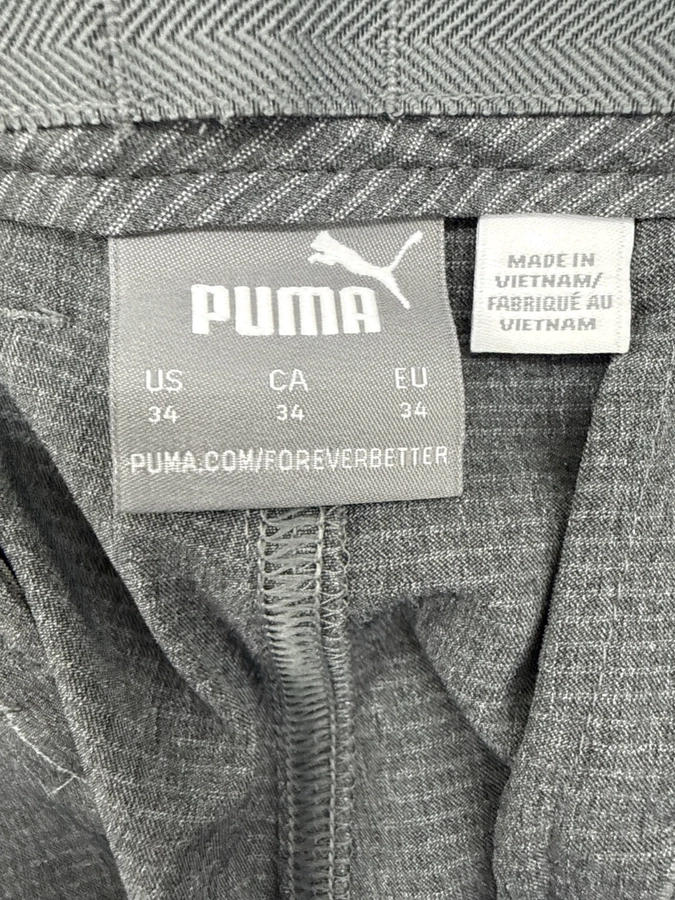 PUMA
US CA EU
34 34 34
PUMA.COM/FOREVERBETTER
MADE IN
VIETNAM/
FABRIQUÉ AU
VIETNAM